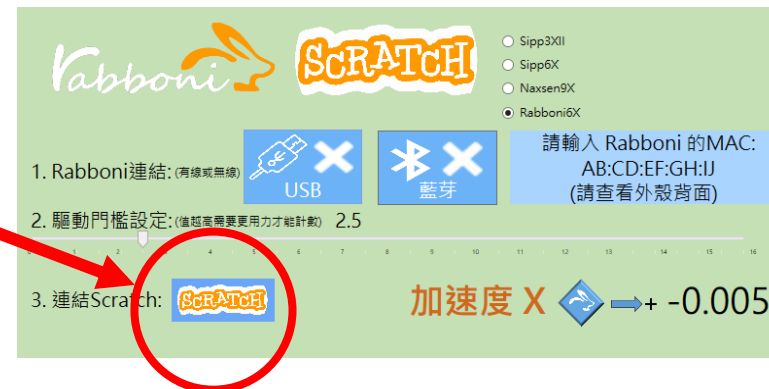 rabboni
SCRATCH
Sipp3XII
Sipp6X
Naxsen9X
Rabboni6X
1. Rabboni連結:(有線或無線)
USB
藍芽
請輸入 Rabboni 的MAC:
AB:CD:EF:GH:IJ
(請查看外殼背面)
2. 驅動門檻設定:(值越高需要更用力才能計數) 2.5
1 2 4 5 6 7 8 9 10 11 12 13 14 15 16
3. 連結Scratch:
SCRATCH
加速度 X
+ -0.005